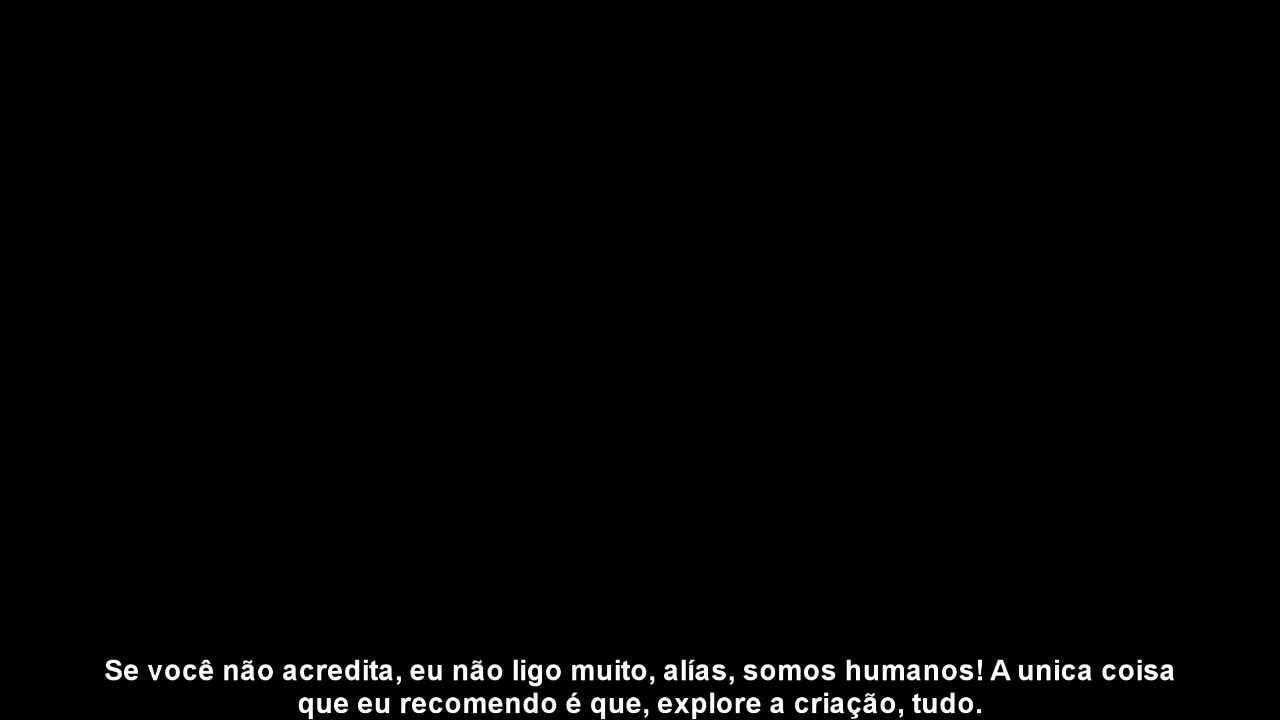 Se você não acredita, eu não ligo muito, alías, somos humanos! A unica coisa
que eu recomendo é que, explore a criação, tudo.